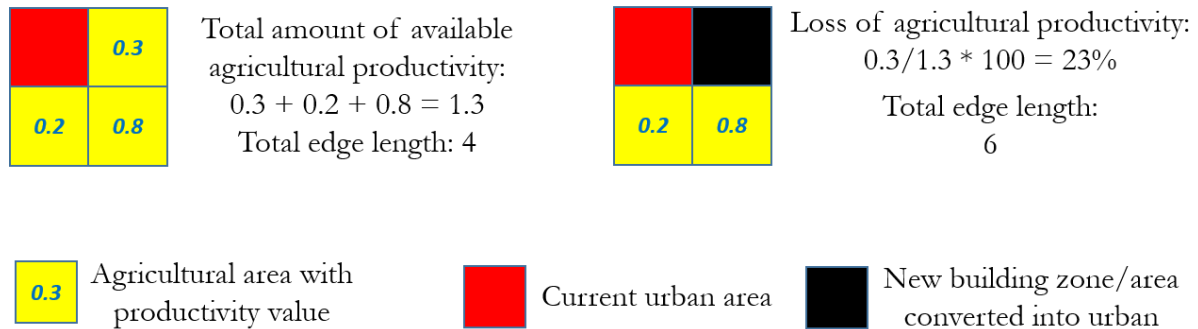 0.3
0.2 0.8
Total amount of available
agricultural productivity:
0.3 + 0.2 + 0.8 = 1.3
Total edge length: 4
0.2 0.8
Loss of agricultural productivity:
0.3/1.3 * 100 = 23%
Total edge length:
6
0.3
Agricultural area with
productivity value
Current urban area
New building zone/area
converted into urban